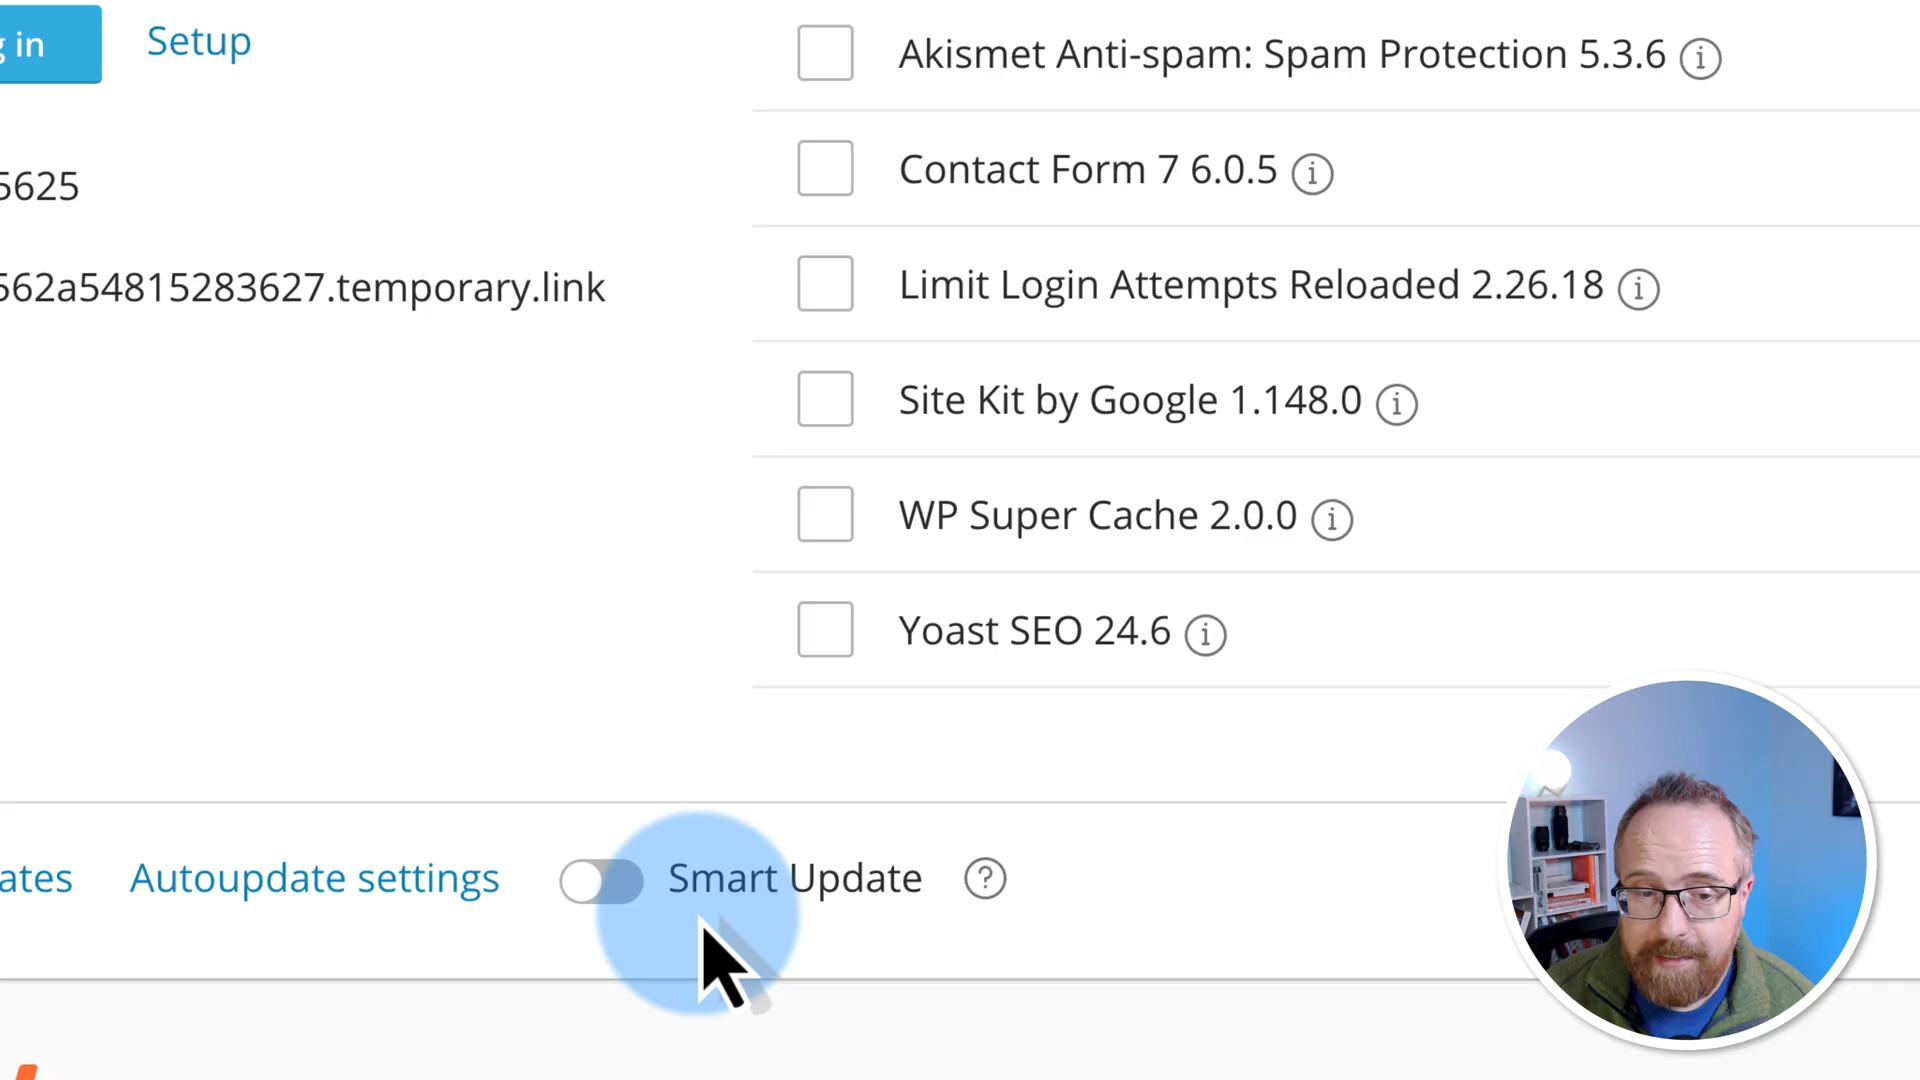 g in
Setup
5625
562a54815283627.temporary.link
Akismet Anti-spam: Spam Protection 5.3.6
Contact Form 7 6.0.5
Limit Login Attempts Reloaded 2.26.18
Site Kit by Google 1.148.0
WP Super Cache 2.0.0
Yoast SEO 24.6
ates
Autoupdate settings
Smart Update